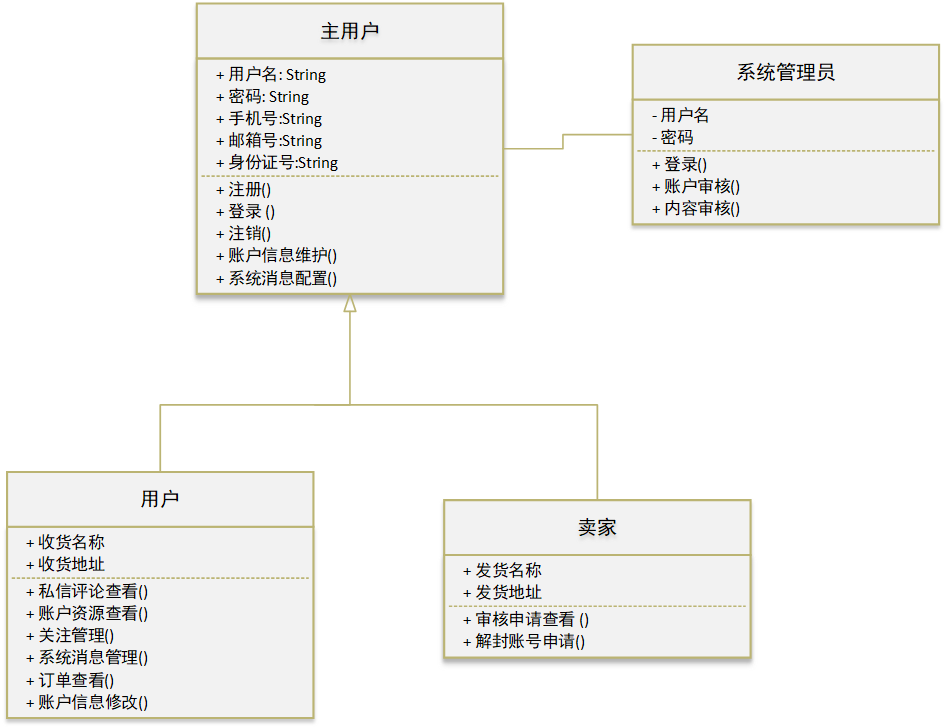 主用户
+ 用户名: String
+ 密码: String
+ 手机号:String
+ 邮箱号:String
+ 身份证号:String
+ 注册()
+ 登录 ()
+ 注销()
+ 账户信息维护()
+ 系统消息配置()
系统管理员
- 用户名
- 密码
+ 登录()
+ 账户审核()
+ 内容审核()
用户
+ 收货名称
+ 收货地址
+ 私信评论查看()
+ 账户资源查看()
+ 关注管理()
+ 系统消息管理()
+ 订单查看()
+ 账户信息修改()
卖家
+ 发货名称
+ 发货地址
+ 审核申请查看 ()
+ 解封账号申请()